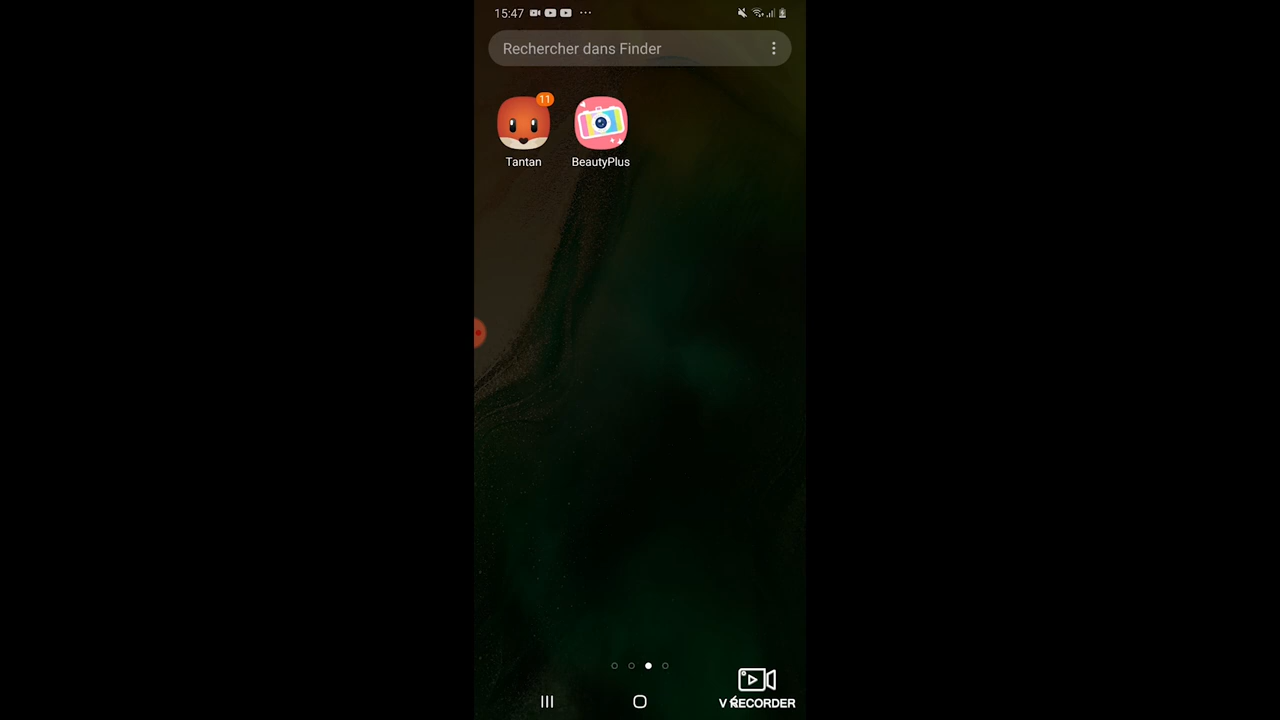 15:47
Rechercher dans Finder
11
Tantan
BeautyPlus
V RECORDER